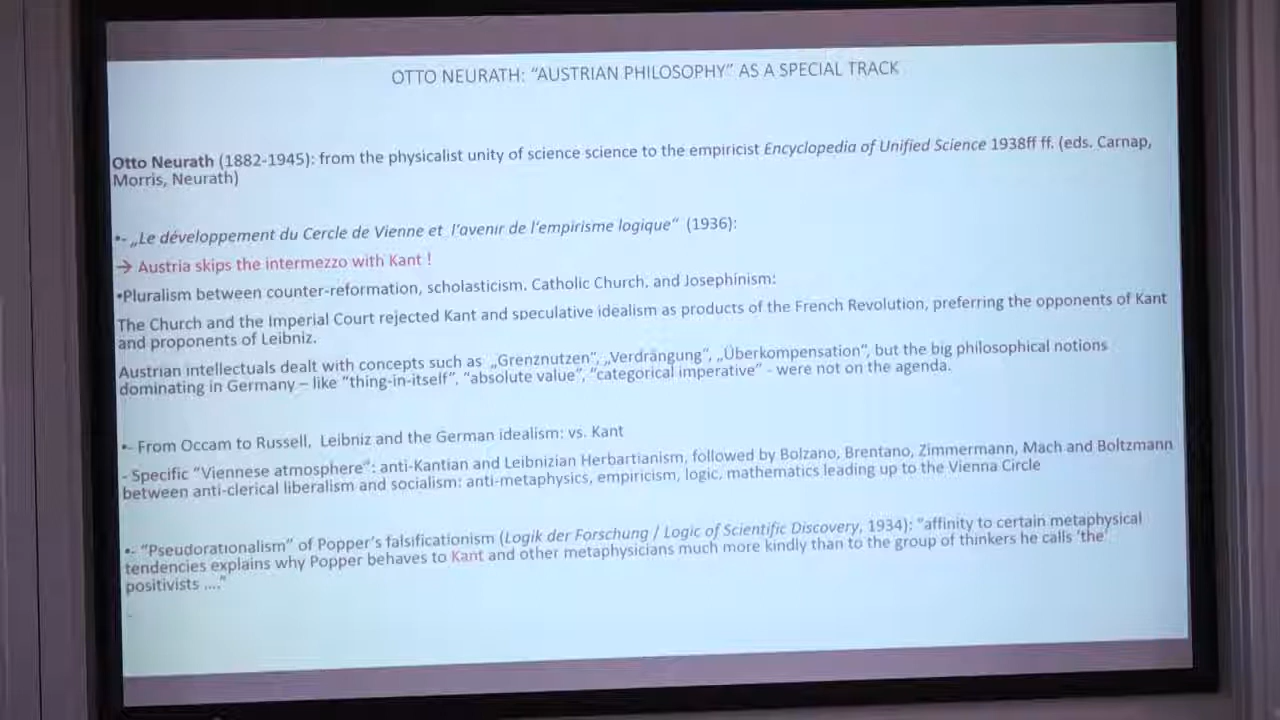 OTTO NEURATH: “AUSTRIAN PHILOSOPHY” AS A SPECIAL TRACK
Otto Neurath (1882-1945): from the physicalist unity of science science to the empiricist Encyclopedia of Unified Science 1938ff ff. (eds. Carnap,
Morris, Neurath)
•- „Le développement du Cercle de Vienne et l‘avenir de l‘empirisme logique“ (1936):
→ Austria skips the intermezzo with Kant !
•Pluralism between counter-reformation, scholasticism, Catholic Church, and Josephinism:
The Church and the Imperial Court rejected Kant and speculative idealism as products of the French Revolution, preferring the opponents of Kant
and proponents of Leibniz.
Austrian intellectuals dealt with concepts such as „Grenznutzen“, „Verdrängung“, „Überkompensation“, but the big philosophical notions
dominating in Germany – like “thing-in-itself”, “absolute value”, “categorical imperative” - were not on the agenda.
•- From Occam to Russell, Leibniz and the German idealism: vs. Kant
- Specific “Viennese atmosphere”: anti-Kantian and Leibnizian Herbartianism, followed by Bolzano, Brentano, Zimmermann, Mach and Boltzmann
between anti-clerical liberalism and socialism: anti-metaphysics, empiricism, logic, mathematics leading up to the Vienna Circle
•- “Pseudorationalism” of Popper’s falsificationism (Logik der Forschung / Logic of Scientific Discovery, 1934): “affinity to certain metaphysical
tendencies explains why Popper behaves to Kant and other metaphysicians much more kindly than to the group of thinkers he calls ‘the’
positivists ....”